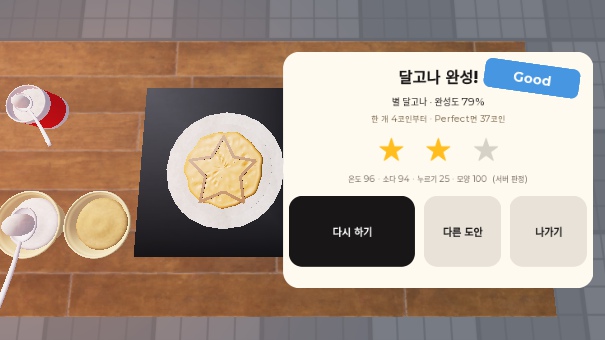 달고나 완성!
Good
별 달고나 · 완성도 79%
한 개 4코인부터 · Perfect면 37코인
온도 96 · 소다 94 · 누르기 25 · 모양 100 (서버 판정)
다시 하기
다른 도안
나가기